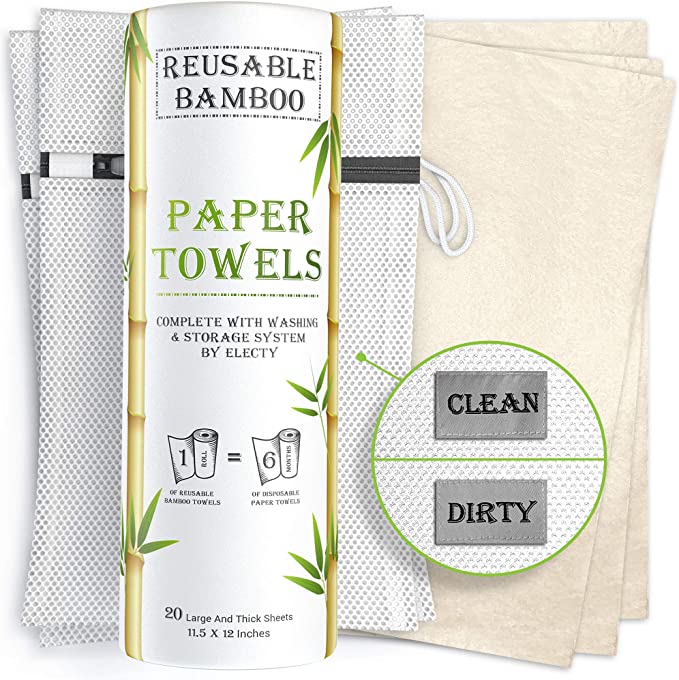 REUSABLE
BAMBOO
PAPER
TOWELS
COMPLETE WITH WASHING
& STORAGE SYSTEM
BY ELECTY
1
ROLL
=
6
MONTHS
OF REUSABLE
BAMBOO TOWELS
OF DISPOSABLE
PAPER TOWELS
20 Large And Thick Sheets
11.5 X 12 Inches
CLEAN
DIRTY